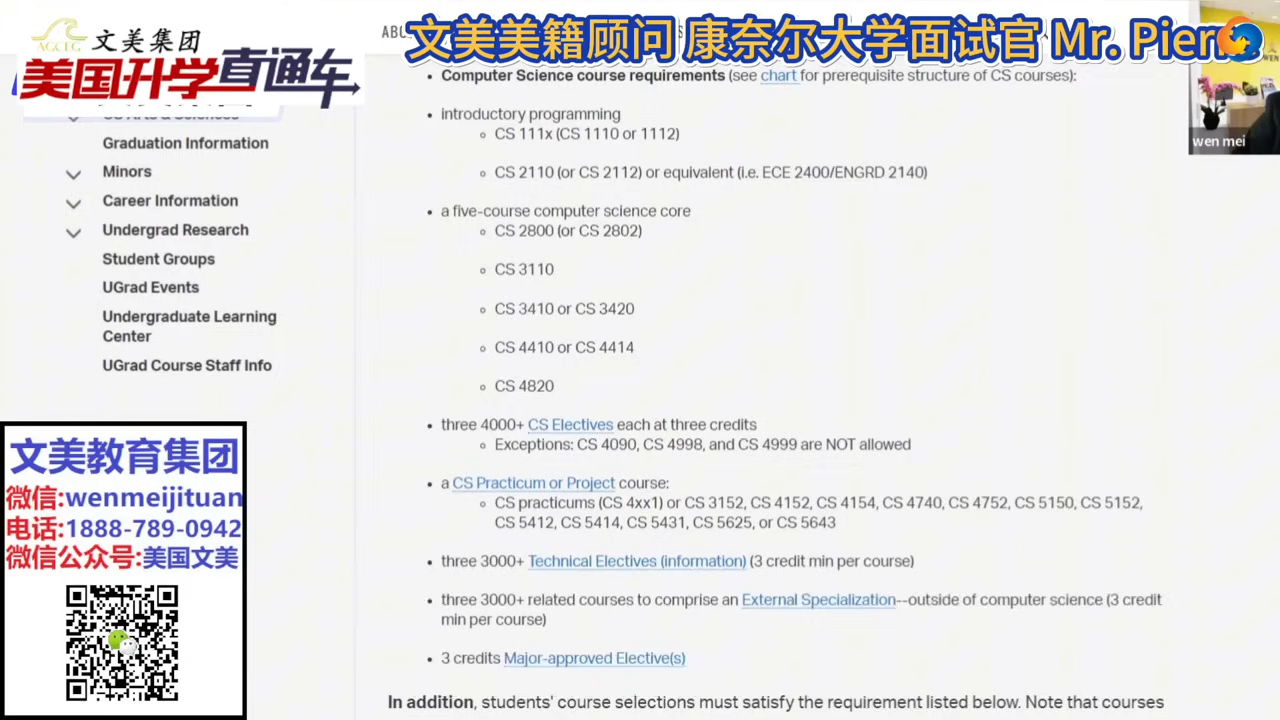 AGCEG 文美集团
美国升学直通车
文美美籍顾问 康奈尔大学面试官 Mr. Pierre
wen mei
CS Arts & Sciences
Graduation Information
Minors
Career Information
Undergrad Research
Student Groups
UGrad Events
Undergraduate Learning
Center
UGrad Course Staff Info
Computer Science course requirements (see chart for prerequisite structure of CS courses):
introductory programming
CS 111x (CS 1110 or 1112)
CS 2110 (or CS 2112) or equivalent (i.e. ECE 2400/ENGRD 2140)
a five-course computer science core
CS 2800 (or CS 2802)
CS 3110
CS 3410 or CS 3420
CS 4410 or CS 4414
CS 4820
three 4000+ CS Electives each at three credits
Exceptions: CS 4090, CS 4998, and CS 4999 are NOT allowed
a CS Practicum or Project course:
CS practicums (CS 4xx1) or CS 3152, CS 4152, CS 4154, CS 4740, CS 4752, CS 5150, CS 5152,
CS 5412, CS 5414, CS 5431, CS 5625, or CS 5643
three 3000+ Technical Electives (information) (3 credit min per course)
three 3000+ related courses to comprise an External Specialization--outside of computer science (3 credit
min per course)
3 credits Major-approved Elective(s)
In addition, students' course selections must satisfy the requirement listed below. Note that courses
文美教育集团
微信:wenmeijituan
电话:1888-789-0942
微信公众号:美国文美